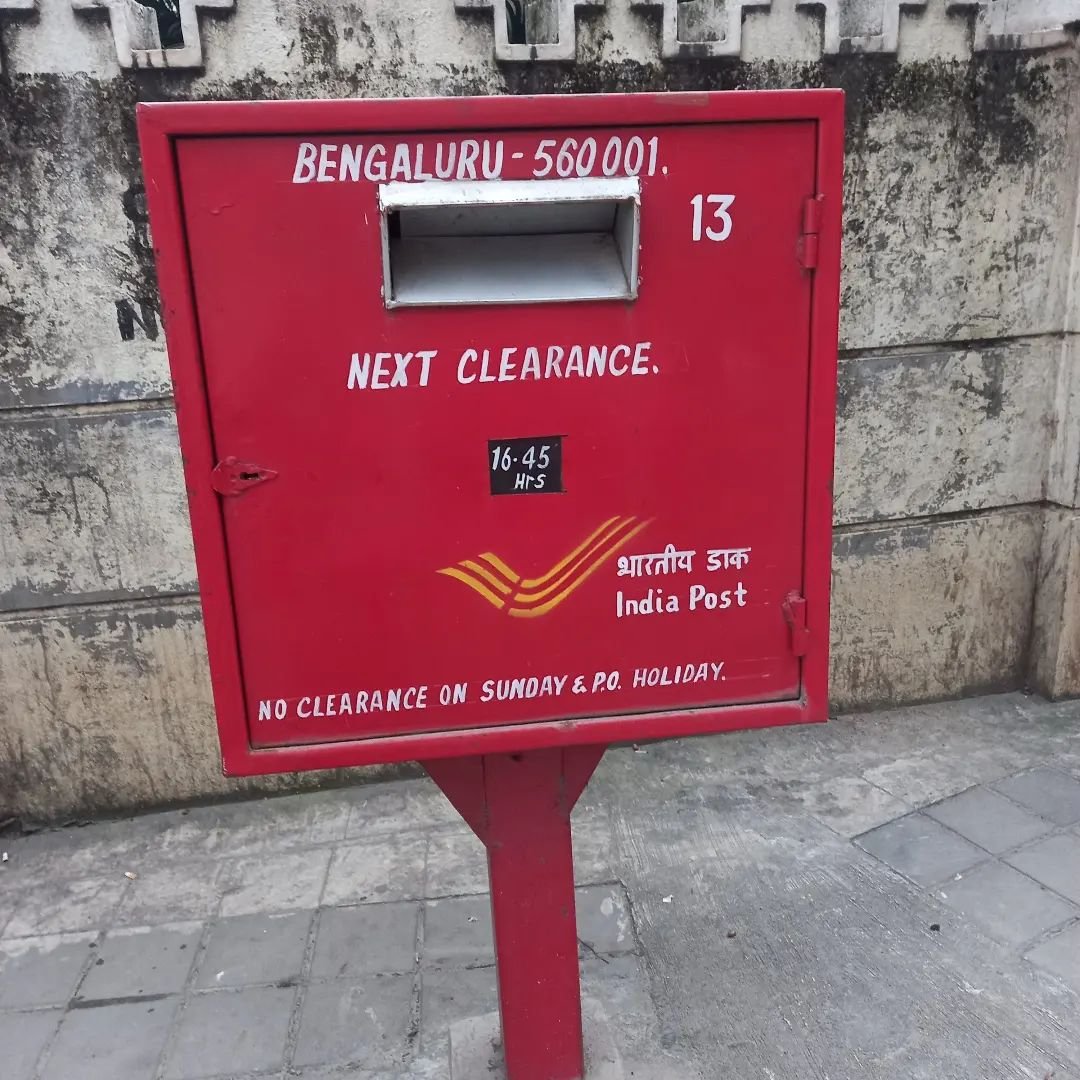 BENGALURU - 560001.
13
NEXT CLEARANCE.
16.45
Hrs
भारतीय डाक
India Post
NO CLEARANCE ON SUNDAY & P.O. HOLIDAY.
N